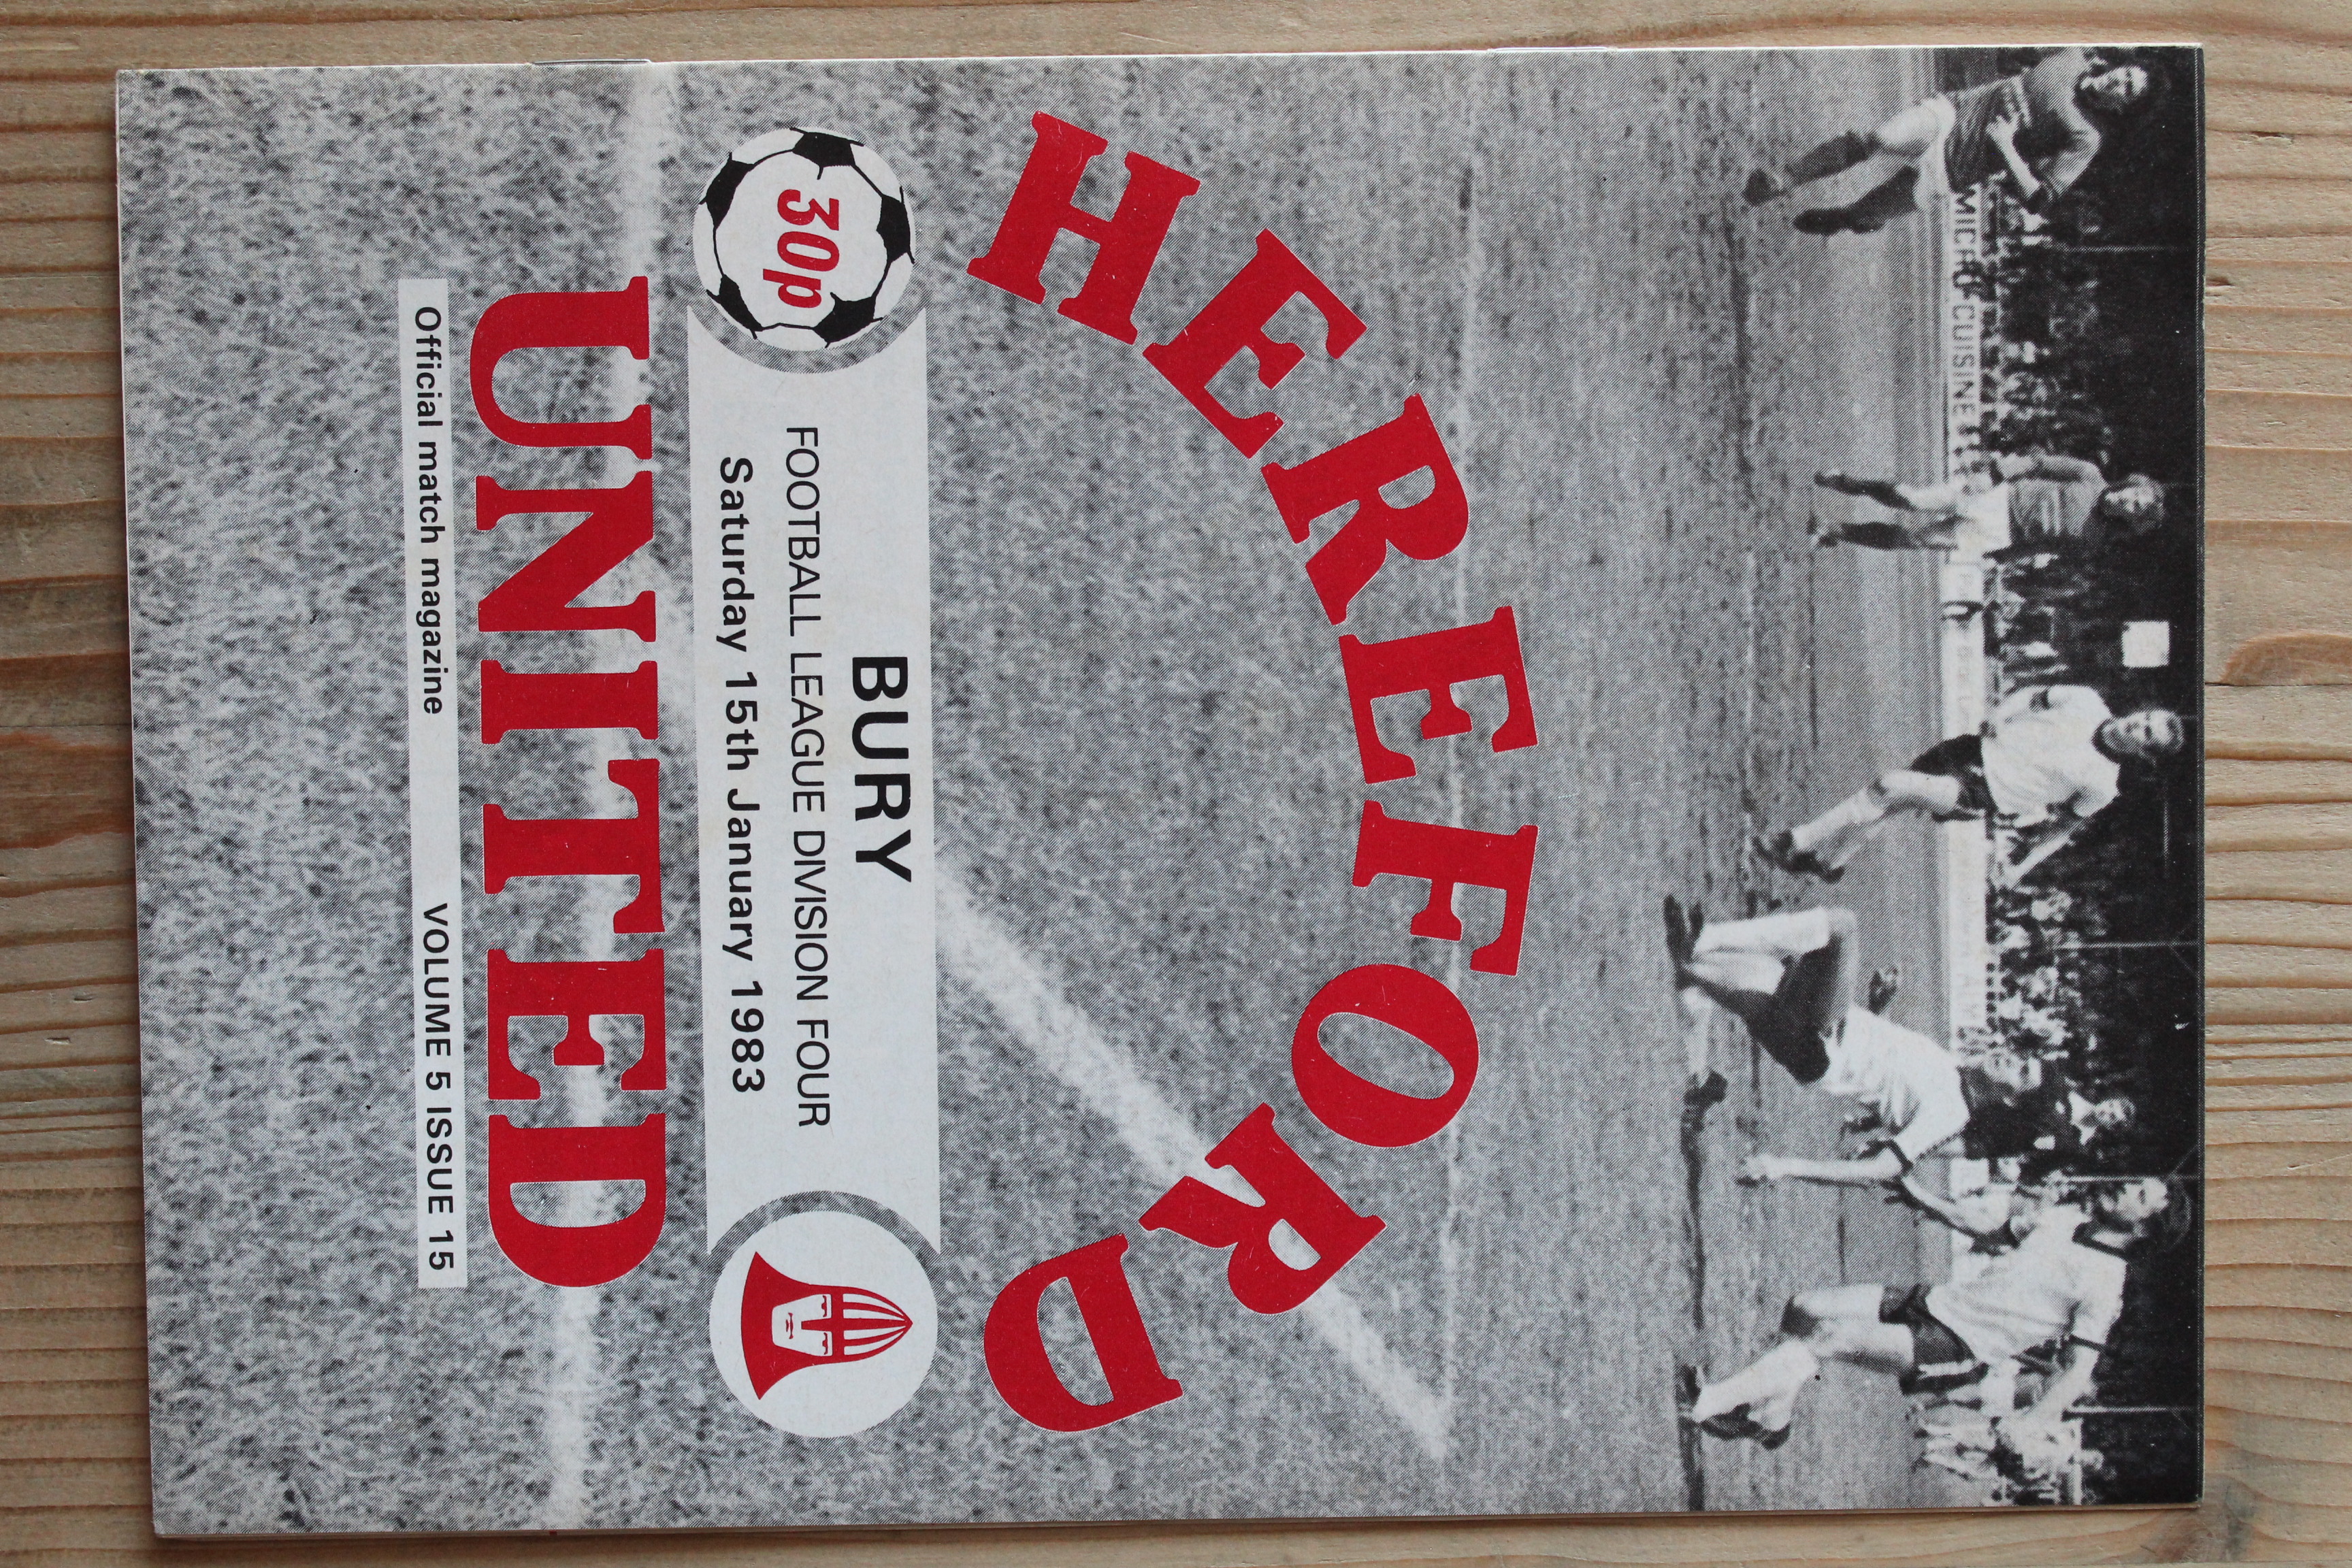 MICRO CUISINE
HEREFORD
30p
BURY
FOOTBALL LEAGUE DIVISION FOUR
Saturday 15th January 1983
UNITED
Official match magazine VOLUME 5 ISSUE 15